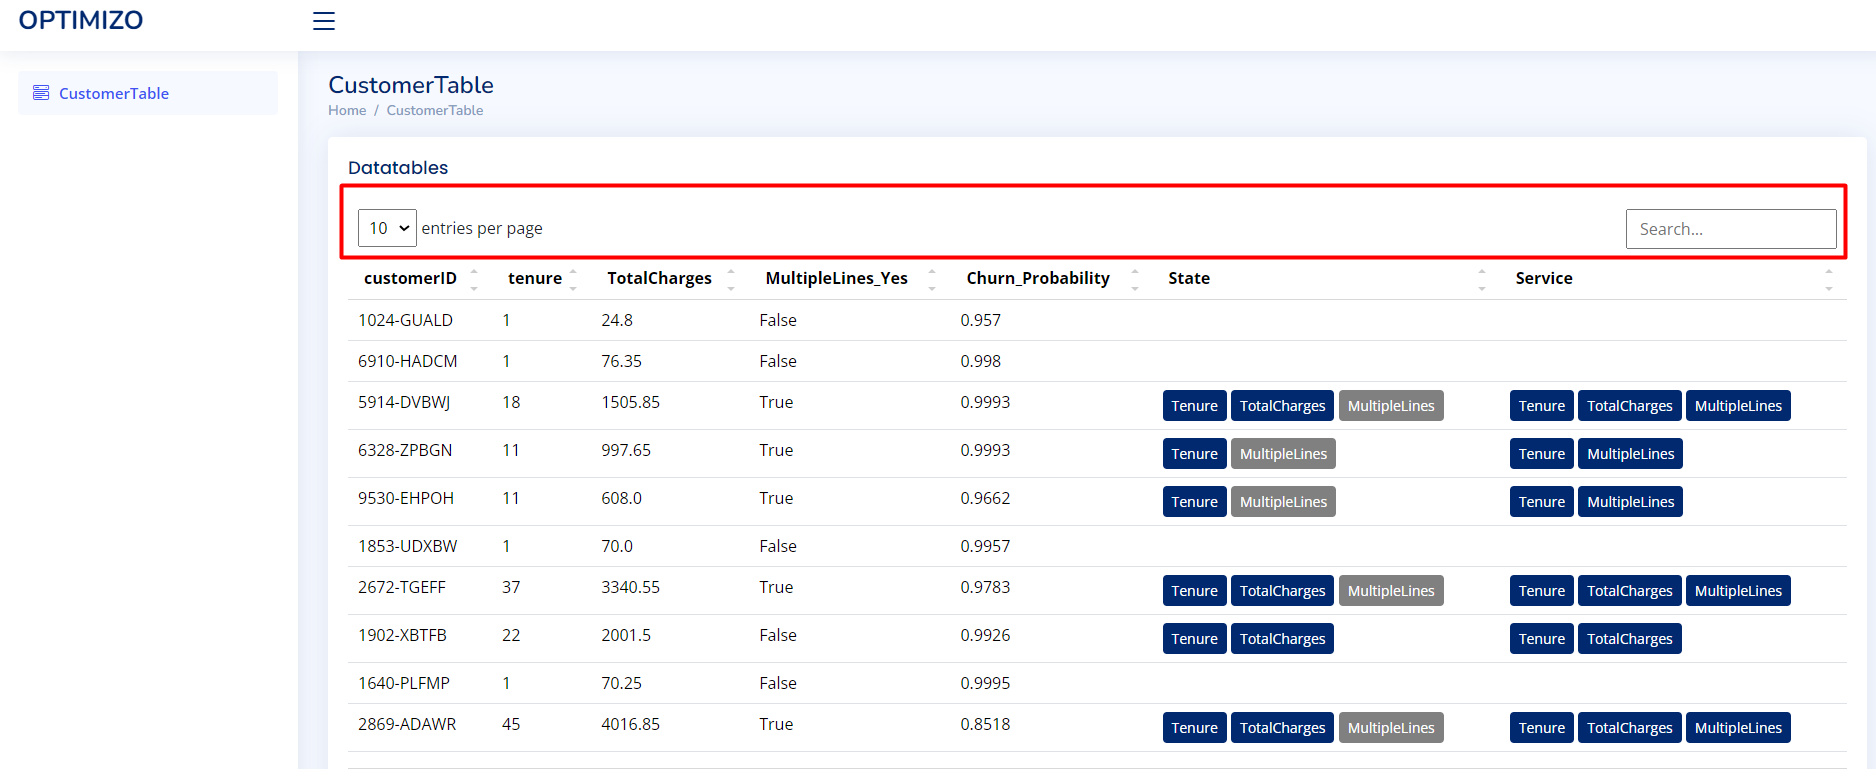 OPTIMIZO
CustomerTable
CustomerTable
Home / CustomerTable
Datatables
10 entries per page Search...
customerID tenure TotalCharges MultipleLines_Yes Churn_Probability State Service
1024-GUALD 1 24.8 False 0.957
6910-HADCM 1 76.35 False 0.998
5914-DVBWJ 18 1505.85 True 0.9993 Tenure TotalCharges MultipleLines Tenure TotalCharges MultipleLines
6328-ZPBGN 11 997.65 True 0.9993 Tenure MultipleLines Tenure MultipleLines
9530-EHPOH 11 608.0 True 0.9662 Tenure MultipleLines Tenure MultipleLines
1853-UDXBW 1 70.0 False 0.9957
2672-TGEFF 37 3340.55 True 0.9783 Tenure TotalCharges MultipleLines Tenure TotalCharges MultipleLines
1902-XBTFB 22 2001.5 False 0.9926 Tenure TotalCharges Tenure TotalCharges
1640-PLFMP 1 70.25 False 0.9995
2869-ADAWR 45 4016.85 True 0.8518 Tenure TotalCharges MultipleLines Tenure TotalCharges MultipleLines